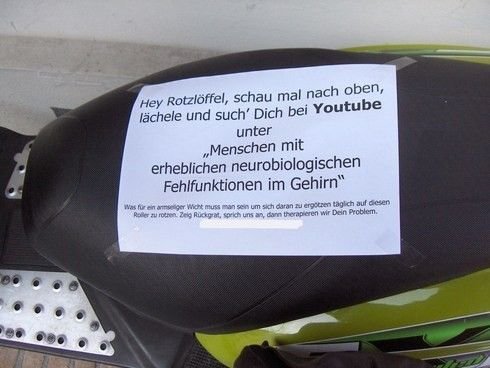 Hey Rotzlöffel, schau mal nach oben,
lächele und such’ Dich bei Youtube
unter
„Menschen mit
erheblichen neurobiologischen
Fehlfunktionen im Gehirn“
Was für ein armseliger Wicht muss man sein um sich daran zu ergötzen täglich auf diesen
Roller zu rotzen. Zeig Rückgrat, sprich uns an, dann therapieren wir Dein Problem.